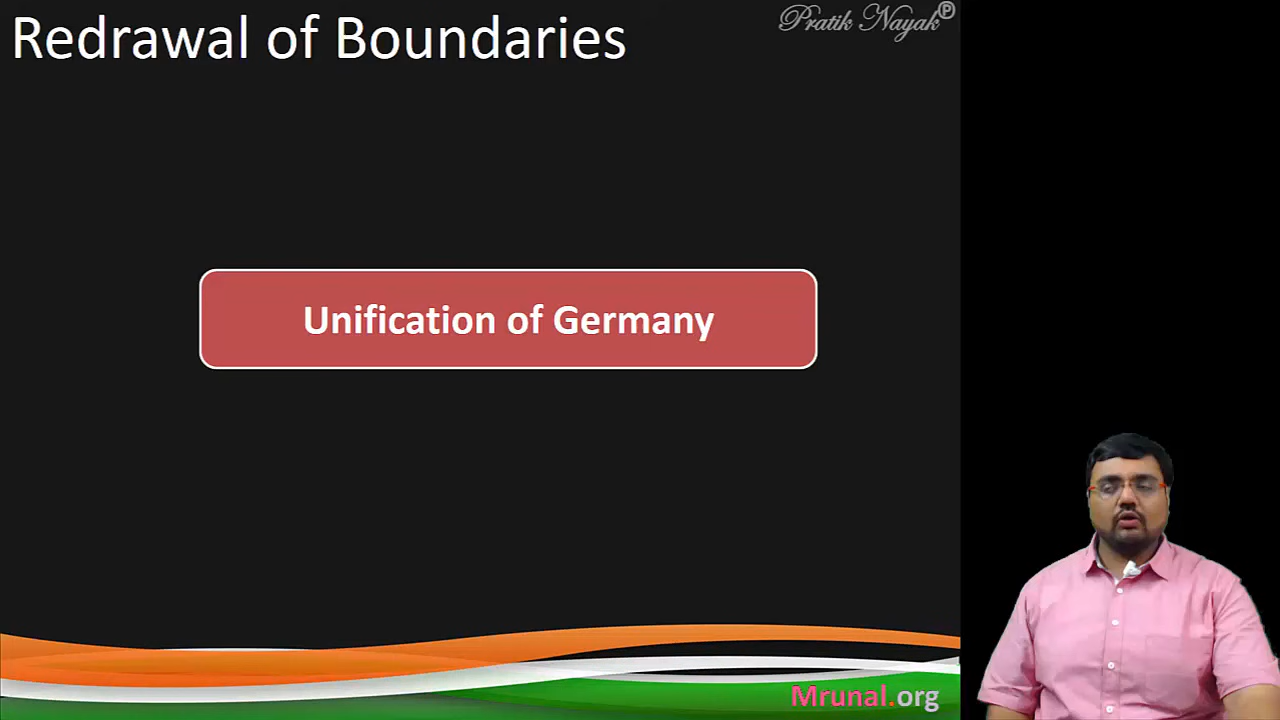 Redrawal of Boundaries
Pratik Nayak℗
Unification of Germany
Mrunal.org